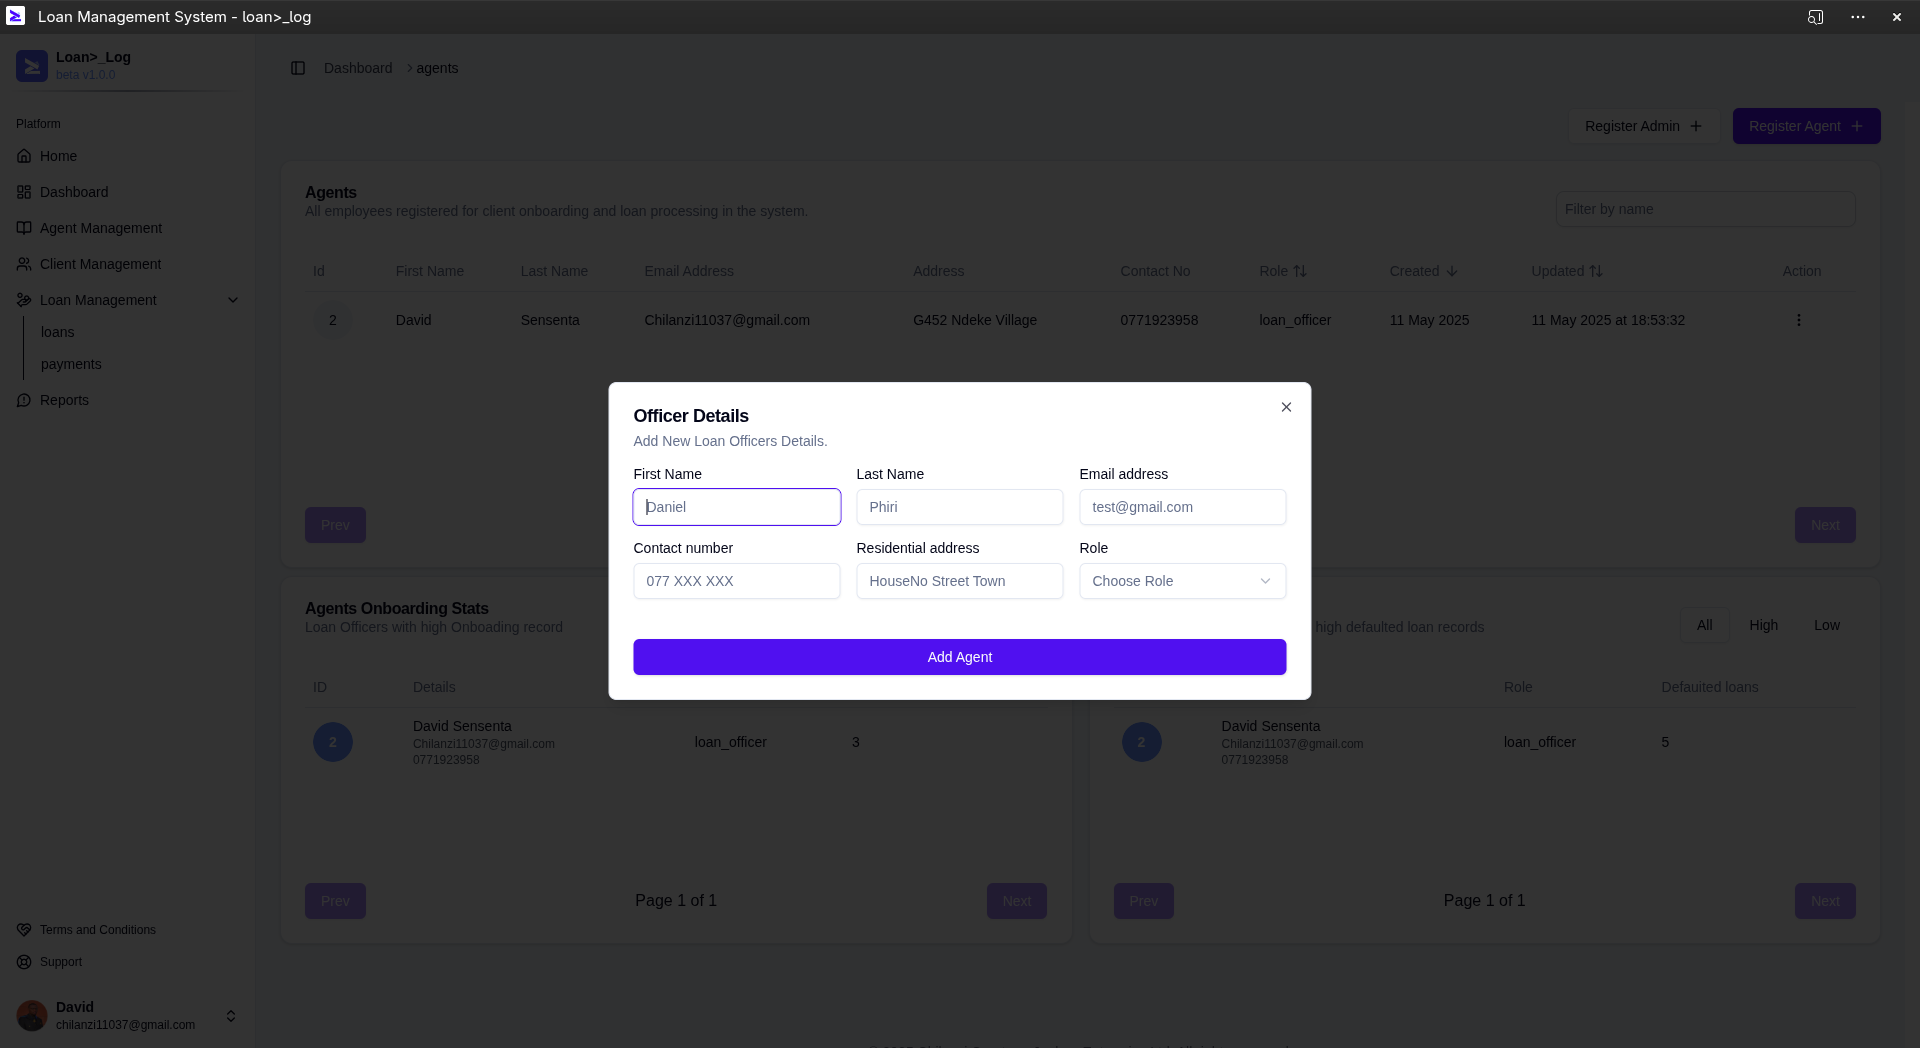 Loan Management System - loan>_log
Loan>_Log
beta v1.0.0
Platform
Home
Dashboard
Agent Management
Client Management
Loan Management
loans
payments
Reports
Terms and Conditions
Support
David
chilanzi11037@gmail.com
Dashboard > agents
Register Admin +
Register Agent +
Agents
All employees registered for client onboarding and loan processing in the system.
Filter by name
Id First Name Last Name Email Address Address Contact No Role Created Updated Action
2 David Sensenta Chilanzi11037@gmail.com G452 Ndeke Village 0771923958 loan_officer 11 May 2025 11 May 2025 at 18:53:32
Prev
Next
Officer Details
Add New Loan Officers Details.
First Name Last Name Email address
Daniel Phiri test@gmail.com
Contact number Residential address Role
077 XXX XXX HouseNo Street Town Choose Role
Add Agent
Agents Onboarding Stats
Loan Officers with high Onboading record
ID Details
2 David Sensenta loan_officer 3
Chilanzi11037@gmail.com
0771923958
Prev Page 1 of 1 Next
high defaulted loan records
All High Low
Role Defauited loans
2 David Sensenta loan_officer 5
Chilanzi11037@gmail.com
0771923958
Prev Page 1 of 1 Next